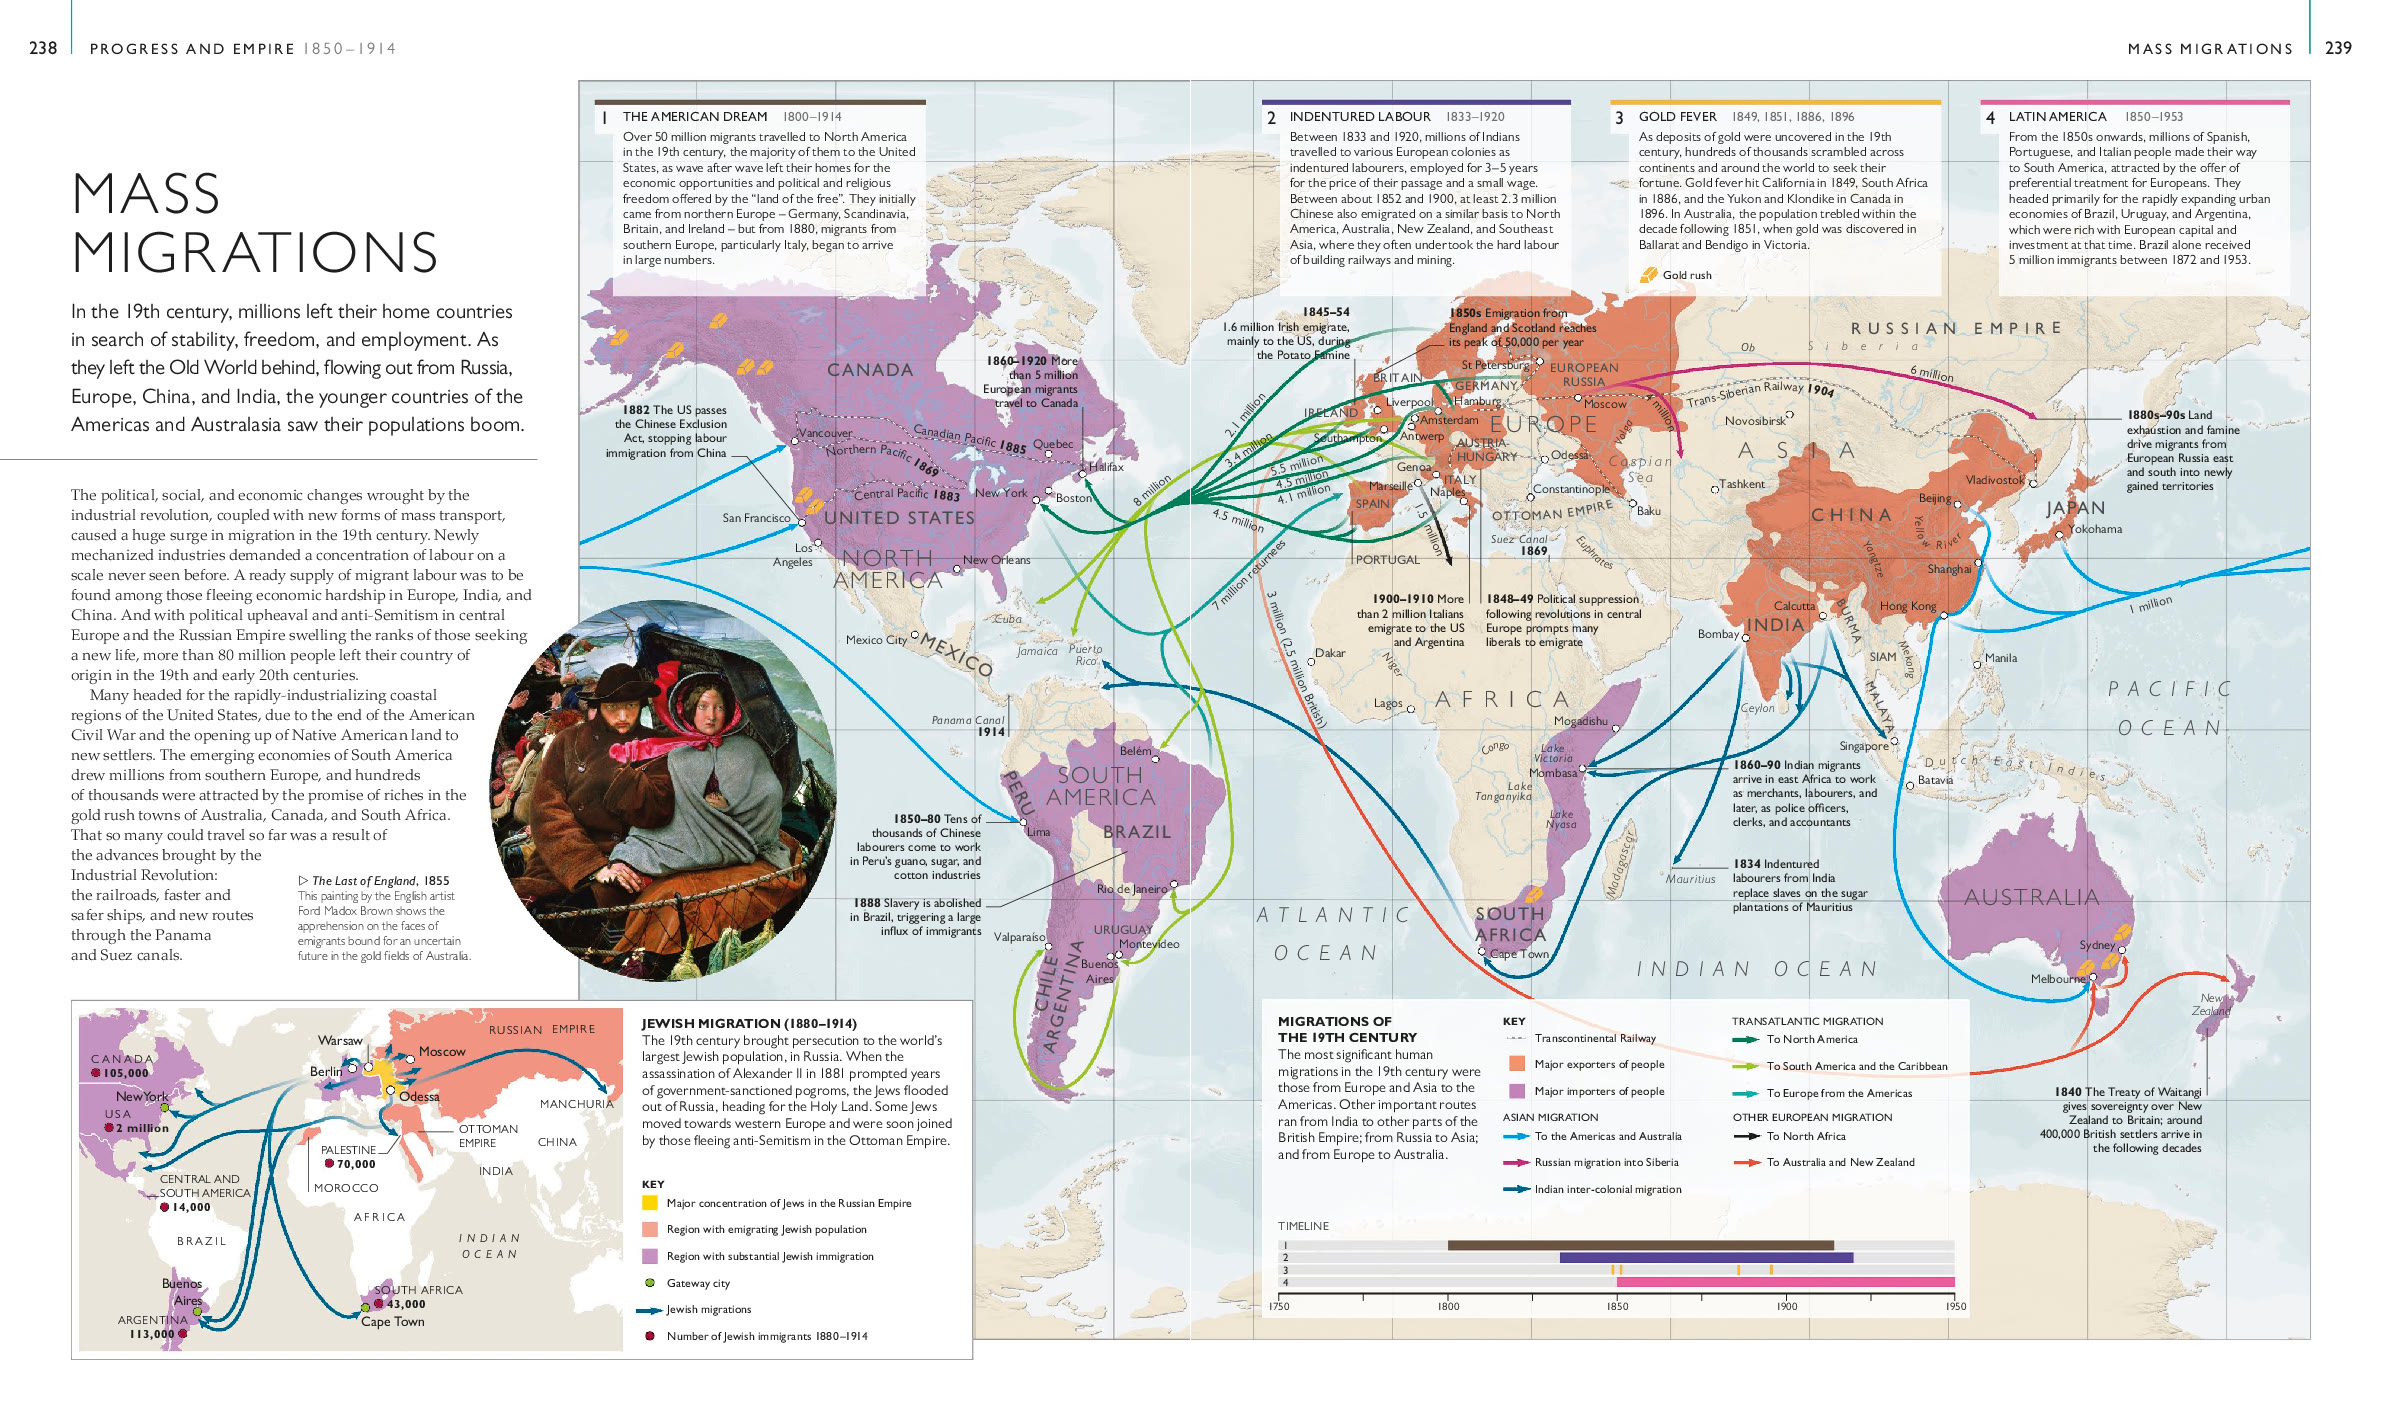 238
PROGRESS AND EMPIRE 1850–1914
MASS MIGRATIONS
239
MASS
MIGRATIONS
In the 19th century, millions left their home countries
in search of stability, freedom, and employment. As
they left the Old World behind, flowing out from Russia,
Europe, China, and India, the younger countries of the
Americas and Australasia saw their populations boom.
The political, social, and economic changes wrought by the
industrial revolution, coupled with new forms of mass transport,
caused a huge surge in migration in the 19th century. Newly
mechanized industries demanded a concentration of labour on a
scale never seen before. A ready supply of migrant labour was to be
found among those fleeing economic hardship in Europe, India, and
China. And with political upheaval and anti-Semitism in central
Europe and the Russian Empire swelling the ranks of those seeking
a new life, more than 80 million people left their country of
origin in the 19th and early 20th centuries.
Many headed for the rapidly-industrializing coastal
regions of the United States, due to the end of the American
Civil War and the opening up of Native American land to
new settlers. The emerging economies of South America
drew millions from southern Europe, and hundreds
of thousands were attracted by the promise of riches in the
gold rush towns of Australia, Canada, and South Africa.
That so many could travel so far was a result of
the advances brought by the
Industrial Revolution:
the railroads, faster and
safer ships, and new routes
through the Panama
and Suez canals.
▷ The Last of England, 1855
This painting by the English artist
Ford Madox Brown shows the
apprehension on the faces of
emigrants bound for an uncertain
future in the gold fields of Australia.
1 THE AMERICAN DREAM 1800–1914
Over 50 million migrants travelled to North America
in the 19th century, the majority of them to the United
States, as wave after wave left their homes for the
economic opportunities and political and religious
freedom offered by the "land of the free". They initially
came from northern Europe – Germany, Scandinavia,
Britain, and Ireland – but from 1880, migrants from
southern Europe, particularly Italy, began to arrive
in large numbers.
2 INDENTURED LABOUR 1833–1920
Between 1833 and 1920, millions of Indians
travelled to various European colonies as
indentured labourers, employed for 3–5 years
for the price of their passage and a small wage.
Between about 1852 and 1900, at least 2.3 million
Chinese also emigrated on a similar basis to North
America, Australia, New Zealand, and Southeast
Asia, where they often undertook the hard labour
of building railways and mining.
3 GOLD FEVER 1849, 1851, 1886, 1896
As deposits of gold were uncovered in the 19th
century, hundreds of thousands scrambled across
continents and around the world to seek their
fortune. Gold fever hit California in 1849, South Africa
in 1886, and the Yukon and Klondike in Canada in
1896. In Australia, the population trebled within the
decade following 1851, when gold was discovered in
Ballarat and Bendigo in Victoria.
Gold rush
4 LATIN AMERICA 1850–1953
From the 1850s onwards, millions of Spanish,
Portuguese, and Italian people made their way
to South America, attracted by the offer of
preferential treatment for Europeans. They
headed primarily for the rapidly expanding urban
economies of Brazil, Uruguay, and Argentina,
which were rich with European capital and
investment at that time. Brazil alone received
5 million immigrants between 1872 and 1953.
CANADA
1860–1920 More
than 5 million
European migrants
travel to Canada
1882 The US passes
the Chinese Exclusion
Act, stopping labour
immigration from China
Vancouver
Canadian Pacific 1885
Northern Pacific 1869
Central Pacific 1883
Quebec
Halifax
New York
Boston
San Francisco
UNITED STATES
Los
Angeles
NORTH
AMERICA
New Orleans
Mexico City
MEXICO
Cuba
Jamaica
Puerto
Rico
Panama Canal
1914
Belém
SOUTH
AMERICA
PERU
Lima
BRAZIL
1850–80 Tens of
thousands of Chinese
labourers come to work
in Peru's guano, sugar, and
cotton industries
Rio de Janeiro
1888 Slavery is abolished
in Brazil, triggering a large
influx of immigrants
Valparaíso
URUGUAY
Montevideo
Buenos
Aires
CHILE
ARGENTINA
1845–54
1.6 million Irish emigrate,
mainly to the US, during
the Potato Famine
1850s Emigration from
England and Scotland reaches
its peak of 50,000 per year
2.1 million
3.4 million
5.5 million
4.5 million
4.1 million
4.5 million
8 million
7 million returnees
3 million (2.5 million British)
1.5 million
St Petersburg
EUROPEAN
RUSSIA
BRITAIN
GERMANY
IRELAND
Liverpool
Hamburg
Moscow
Amsterdam
Southampton
Antwerp
EUROPE
AUSTRIA-
HUNGARY
Volga
Odessa
Caspian
Sea
Genoa
Marseille
ITALY
Naples
SPAIN
Constantinople
OTTOMAN EMPIRE
Baku
Suez Canal
1869
Euphrates
PORTUGAL
1900–1910 More
than 2 million Italians
emigrate to the US
and Argentina
1848–49 Political suppression
following revolutions in central
Europe prompts many
liberals to emigrate
Dakar
Niger
Lagos
AFRICA
Mogadishu
Congo
Lake
Victoria
Mombasa
Lake
Tanganyika
Lake
Nyasa
Madagascar
Mauritius
SOUTH
AFRICA
Cape Town
ATLANTIC
OCEAN
INDIAN OCEAN
RUSSIAN EMPIRE
Ob
Siberia
6 million
4 million
Trans-Siberian Railway 1904
Novosibirsk
ASIA
Tashkent
1880s–90s Land
exhaustion and famine
drive migrants from
European Russia east
and south into newly
gained territories
Vladivostok
Beijing
JAPAN
Yokohama
CHINA
Yellow River
Yangtze
Shanghai
Hong Kong
1 million
Calcutta
INDIA
Bombay
BURMA
SIAM
Mekong
Manila
MALAYA
Ceylon
Singapore
Batavia
Dutch East Indies
PACIFIC
OCEAN
1860–90 Indian migrants
arrive in east Africa to work
as merchants, labourers, and
later, as police officers,
clerks, and accountants
1834 Indentured
labourers from India
replace slaves on the sugar
plantations of Mauritius
AUSTRALIA
Sydney
Melbourne
New
Zealand
1840 The Treaty of Waitangi
gives sovereignty over New
Zealand to Britain; around
400,000 British settlers arrive in
the following decades
MIGRATIONS OF
THE 19TH CENTURY
The most significant human
migrations in the 19th century were
those from Europe and Asia to the
Americas. Other important routes
ran from India to other parts of the
British Empire; from Russia to Asia;
and from Europe to Australia.
KEY
Transcontinental Railway
Major exporters of people
Major importers of people
ASIAN MIGRATION
To the Americas and Australia
Russian migration into Siberia
Indian inter-colonial migration
TRANSATLANTIC MIGRATION
To North America
To South America and the Caribbean
To Europe from the Americas
OTHER EUROPEAN MIGRATION
To North Africa
To Australia and New Zealand
TIMELINE
1
2
3
4
1750 1800 1850 1900 1950
RUSSIAN EMPIRE
Warsaw
Moscow
CANADA
105,000
Berlin
New York
Odessa
MANCHURIA
USA
2 million
OTTOMAN
EMPIRE
CHINA
PALESTINE
70,000
INDIA
CENTRAL AND
SOUTH AMERICA
14,000
MOROCCO
AFRICA
BRAZIL
INDIAN
OCEAN
Buenos
Aires
SOUTH AFRICA
43,000
ARGENTINA
113,000
Cape Town
JEWISH MIGRATION (1880–1914)
The 19th century brought persecution to the world's
largest Jewish population, in Russia. When the
assassination of Alexander II in 1881 prompted years
of government-sanctioned pogroms, the Jews flooded
out of Russia, heading for the Holy Land. Some Jews
moved towards western Europe and were soon joined
by those fleeing anti-Semitism in the Ottoman Empire.
KEY
Major concentration of Jews in the Russian Empire
Region with emigrating Jewish population
Region with substantial Jewish immigration
Gateway city
Jewish migrations
Number of Jewish immigrants 1880–1914